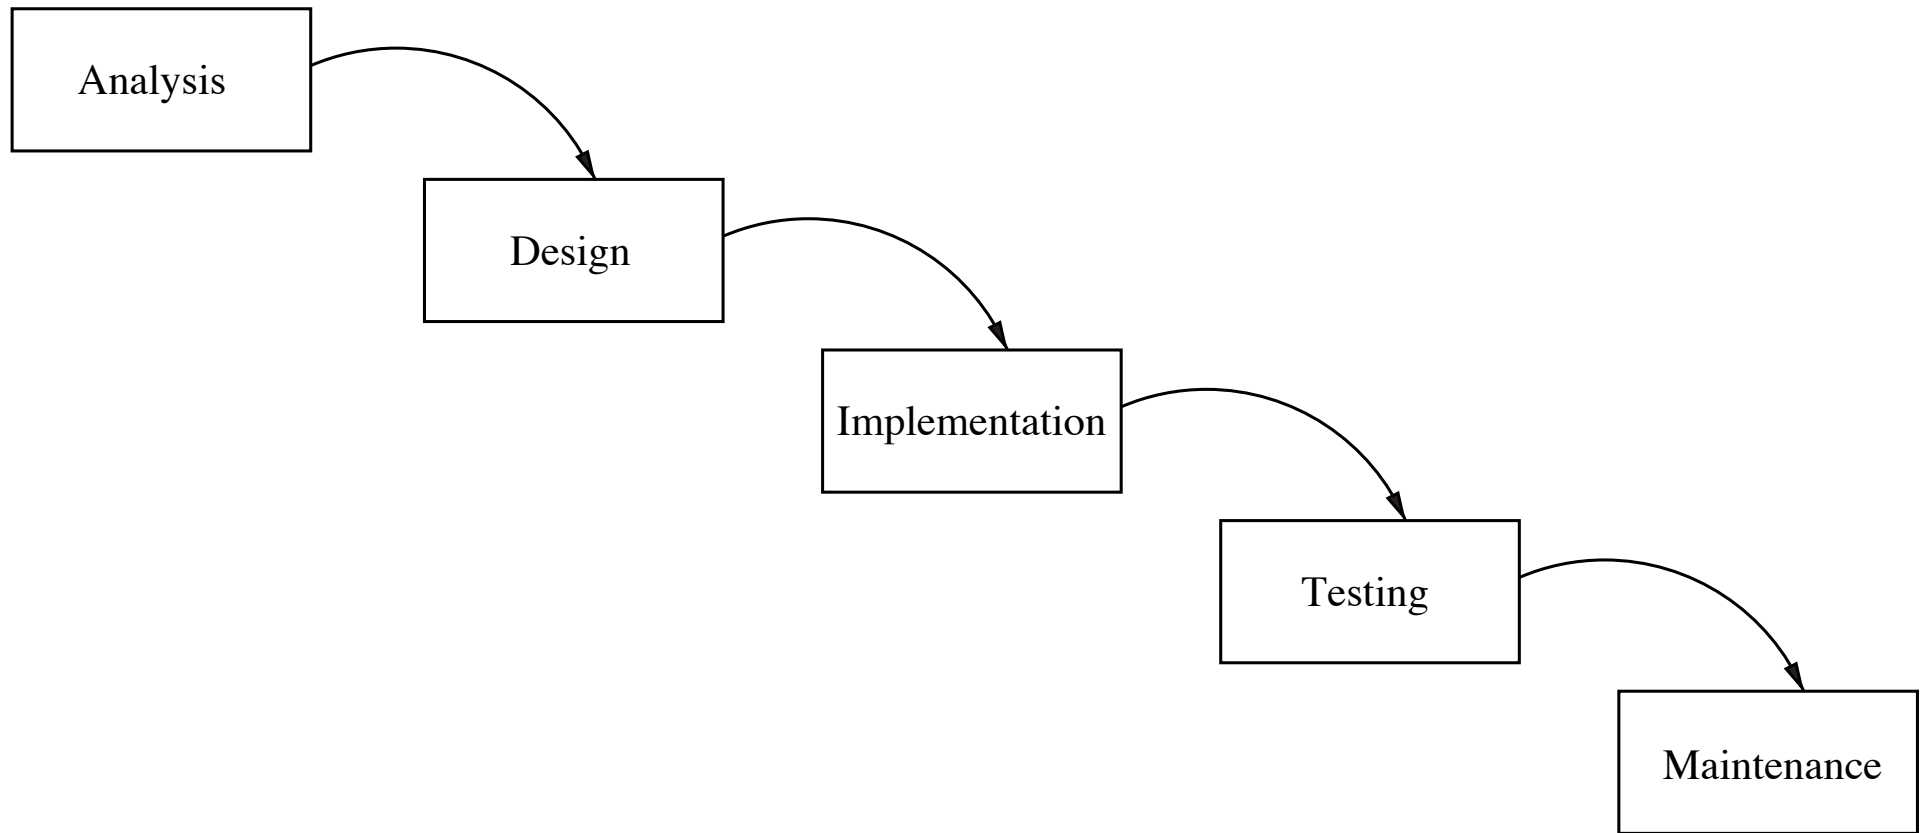 Analysis
Design
Implementation
Testing
Maintenance